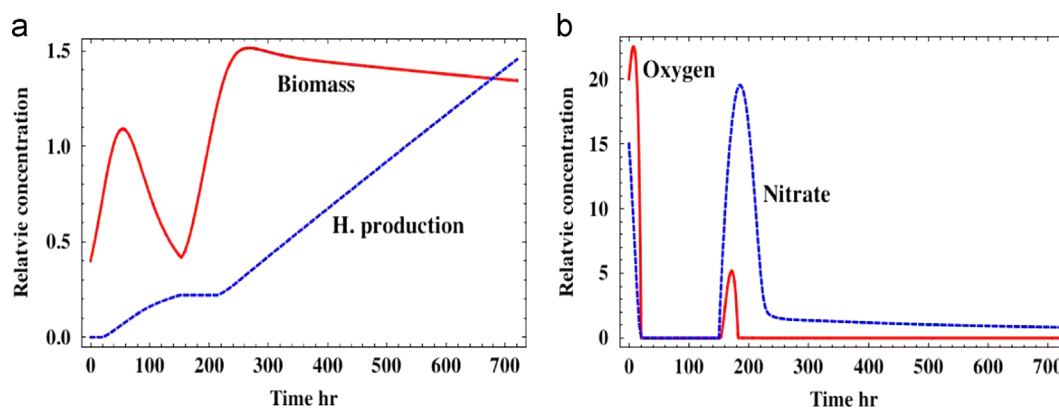 a
1.5
1.0
0.5
0.0
Relatvie concentration
Biomass
H. production
0 100 200 300 400 500 600 700
Time hr
b
20
15
10
5
0
Relatvie concentration
Oxygen
Nitrate
0 100 200 300 400 500 600 700
Time hr